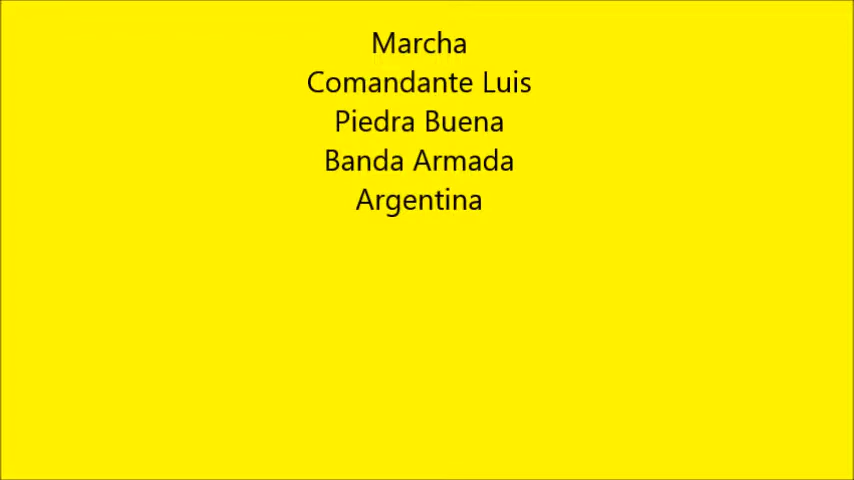 Marcha
Comandante Luis
Piedra Buena
Banda Armada
Argentina